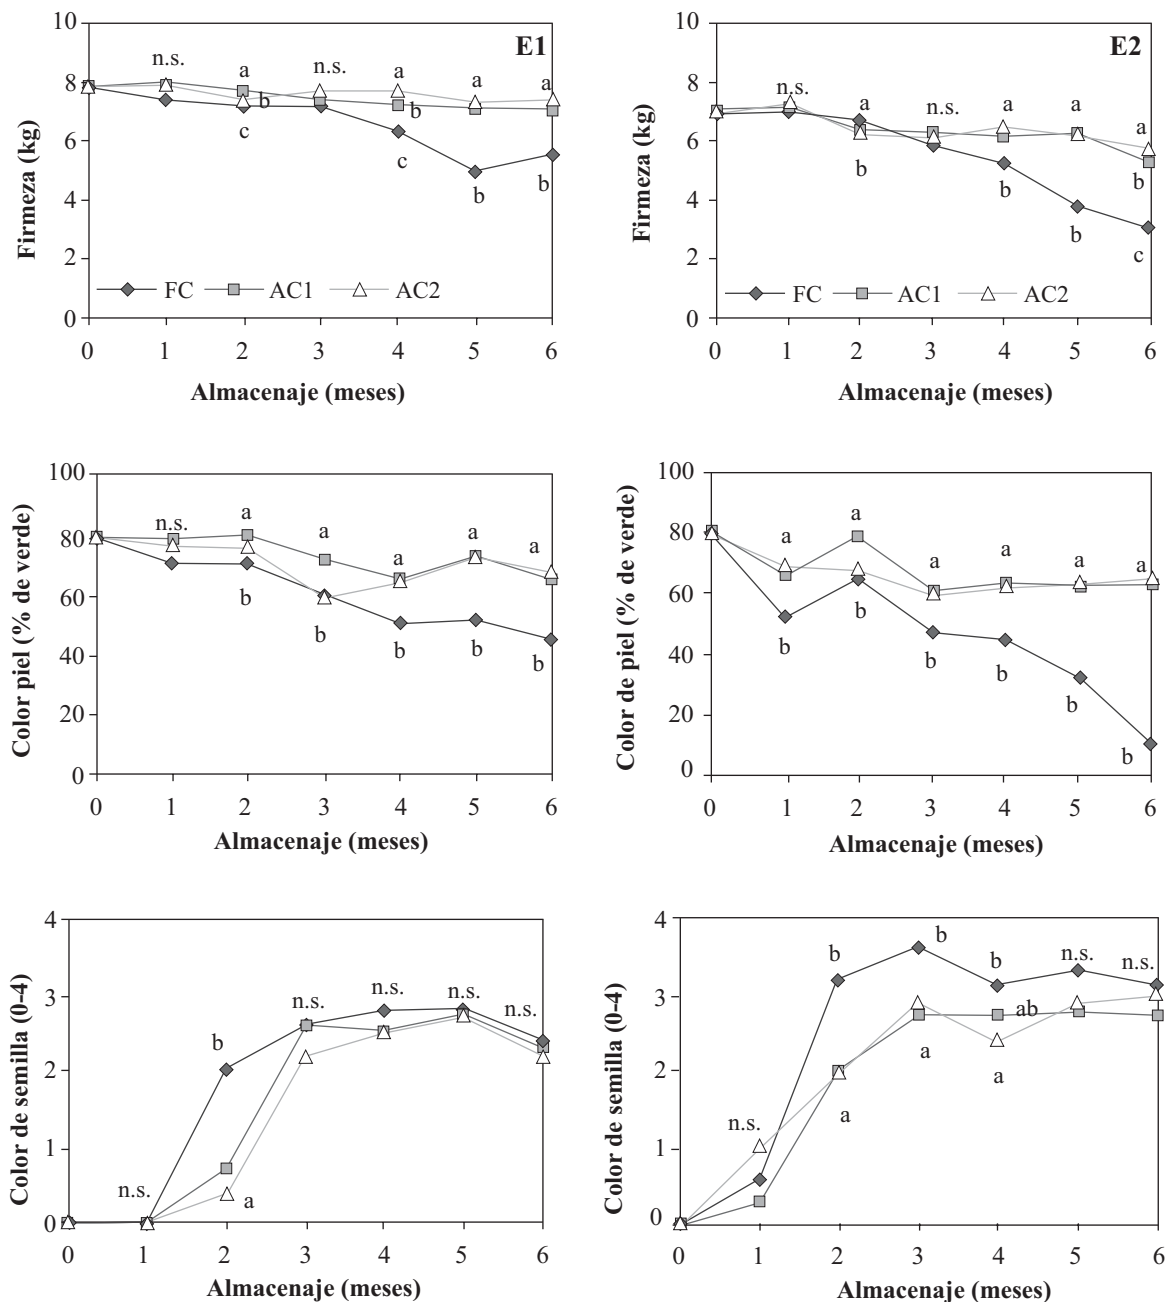 E1
Firmeza (kg)
10
8
6
4
2
0
n.s.
a
b
c
n.s.
a
b
c
a
b
a
b
FC
AC1
AC2
0 1 2 3 4 5 6
Almacenaje (meses)
E2
Firmeza (kg)
10
8
6
4
2
0
n.s.
a
b
n.s.
a
b
a
b
a
b
c
FC
AC1
AC2
0 1 2 3 4 5 6
Almacenaje (meses)
Color piel (% de verde)
100
80
60
40
20
0
n.s.
a
b
a
b
a
b
a
b
a
b
0 1 2 3 4 5 6
Almacenaje (meses)
Color de piel (% de verde)
100
80
60
40
20
0
a
b
a
b
a
b
a
b
a
b
a
b
0 1 2 3 4 5 6
Almacenaje (meses)
Color de semilla (0-4)
4
3
2
1
0
n.s.
b
a
n.s.
n.s.
n.s.
n.s.
0 1 2 3 4 5 6
Almacenaje (meses)
Color de semilla (0-4)
4
3
2
1
0
n.s.
b
a
b
a
b
ab
a
n.s.
n.s.
0 1 2 3 4 5 6
Almacenaje (meses)